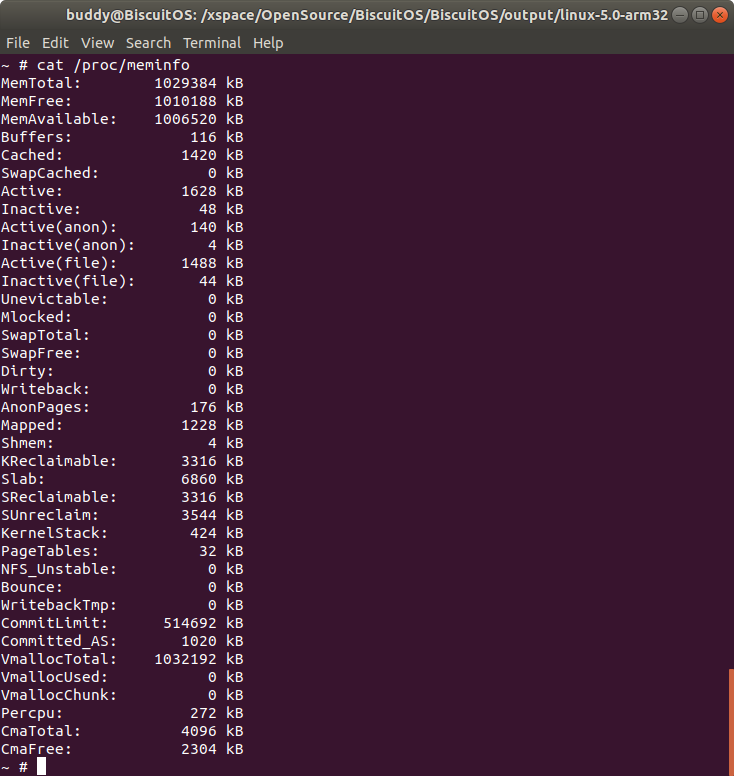 buddy@BiscuitOS: /xspace/OpenSource/BiscuitOS/BiscuitOS/output/linux-5.0-arm32
File Edit View Search Terminal Help
~ # cat /proc/meminfo
MemTotal:        1029384 kB
MemFree:         1010188 kB
MemAvailable:    1006520 kB
Buffers:             116 kB
Cached:             1420 kB
SwapCached:            0 kB
Active:             1628 kB
Inactive:             48 kB
Active(anon):        140 kB
Inactive(anon):        4 kB
Active(file):       1488 kB
Inactive(file):       44 kB
Unevictable:           0 kB
Mlocked:               0 kB
SwapTotal:             0 kB
SwapFree:              0 kB
Dirty:                 0 kB
Writeback:             0 kB
AnonPages:           176 kB
Mapped:             1228 kB
Shmem:                 4 kB
KReclaimable:       3316 kB
Slab:               6860 kB
SReclaimable:       3316 kB
SUnreclaim:         3544 kB
KernelStack:         424 kB
PageTables:           32 kB
NFS_Unstable:          0 kB
Bounce:                0 kB
WritebackTmp:          0 kB
CommitLimit:      514692 kB
Committed_AS:       1020 kB
VmallocTotal:    1032192 kB
VmallocUsed:           0 kB
VmallocChunk:          0 kB
Percpu:              272 kB
CmaTotal:           4096 kB
CmaFree:            2304 kB
~ #